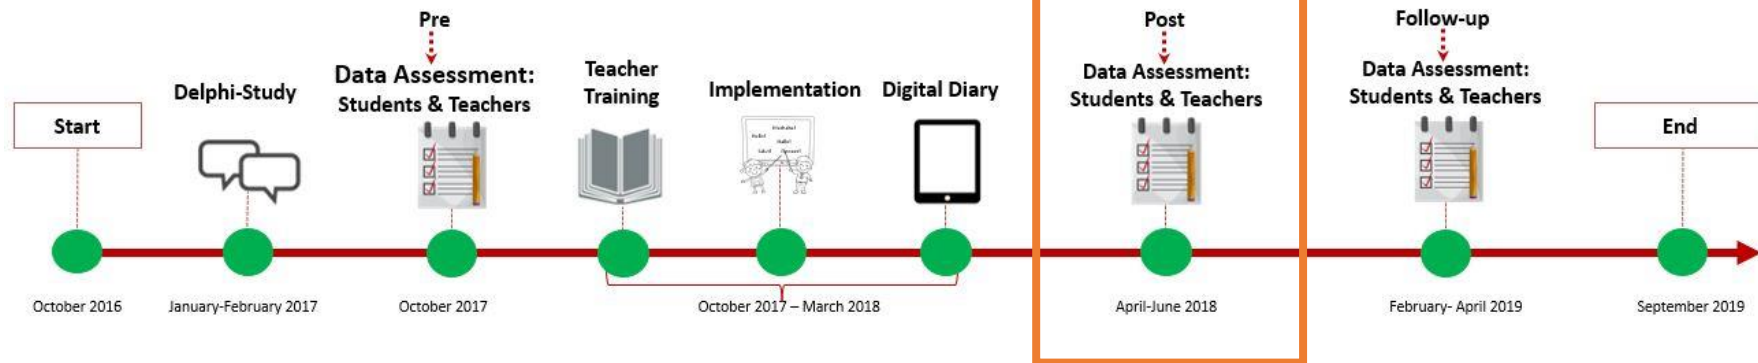 Start
October 2016
Delphi-Study
January-February 2017
Pre
Data Assessment:
Students & Teachers
October 2017
Teacher
Training
Implementation
Digital Diary
October 2017 – March 2018
Post
Data Assessment:
Students & Teachers
April-June 2018
Follow-up
Data Assessment:
Students & Teachers
February- April 2019
End
September 2019